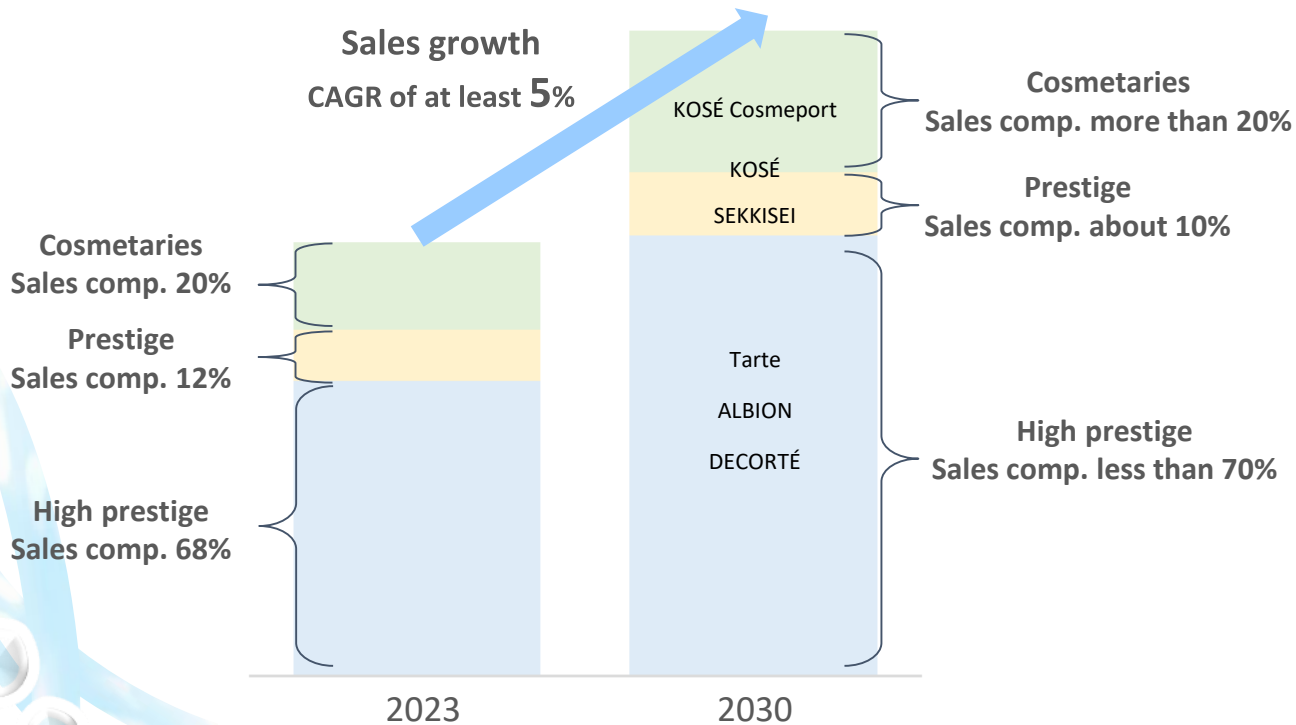 Sales growth
CAGR of at least 5%
Cosmetaries
Sales comp. 20%
Prestige
Sales comp. 12%
High prestige
Sales comp. 68%
KOSÉ Cosmeport
KOSÉ
SEKKISEI
Tarte
ALBION
DECORTÉ
Cosmetaries
Sales comp. more than 20%
Prestige
Sales comp. about 10%
High prestige
Sales comp. less than 70%
2023
2030